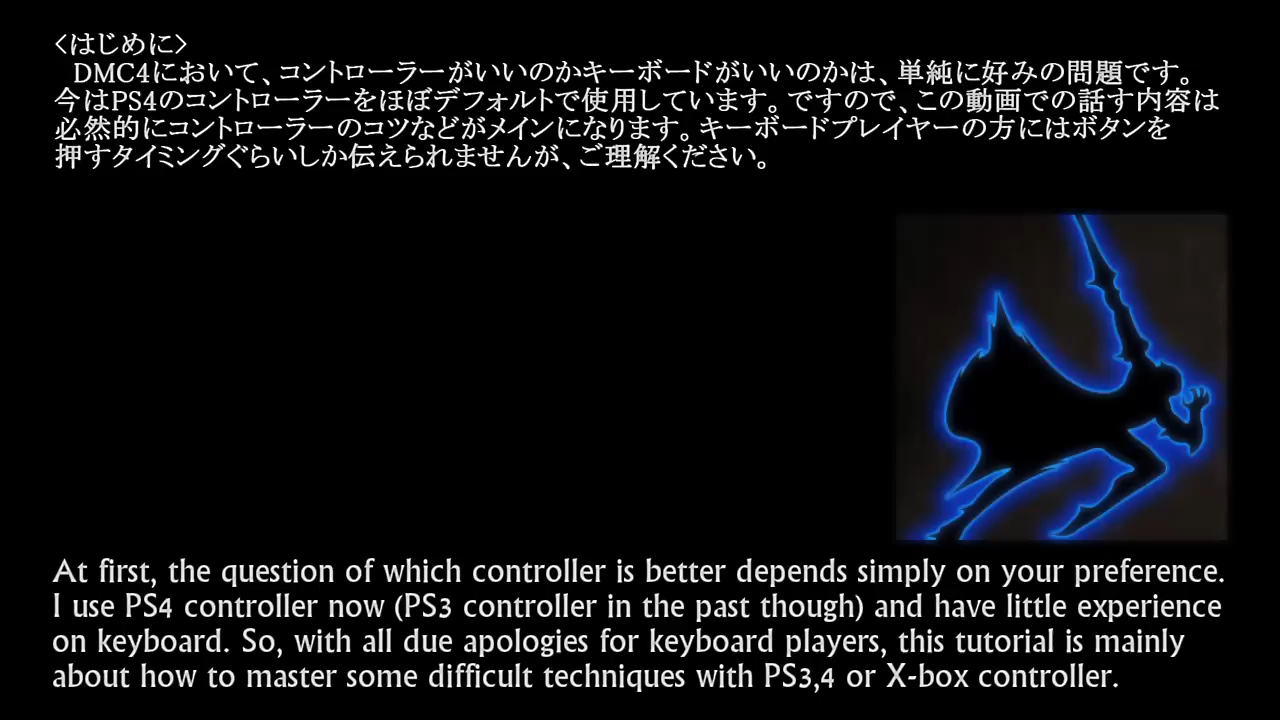 <はじめに>
DMC4において、コントローラーがいいのかキーボードがいいのかは、単純に好みの問題です。
今はPS4のコントローラーをほぼデフォルトで使用しています。ですので、この動画での話す内容は
必然的にコントローラーのコツなどがメインになります。キーボードプレイヤーの方にはボタンを
押すタイミングぐらいしか伝えられませんが、ご理解ください。
At first, the question of which controller is better depends simply on your preference.
I use PS4 controller now (PS3 controller in the past though) and have little experience
on keyboard. So, with all due apologies for keyboard players, this tutorial is mainly
about how to master some difficult techniques with PS3,4 or X-box controller.